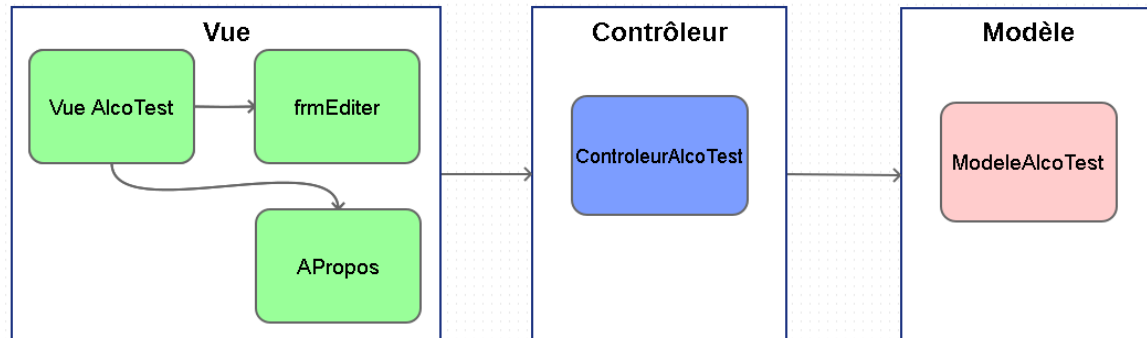 Vue
Contrôleur
Modèle
Vue AlcoTest
frmEditer
APropos
ControleurAlcoTest
ModeleAlcoTest